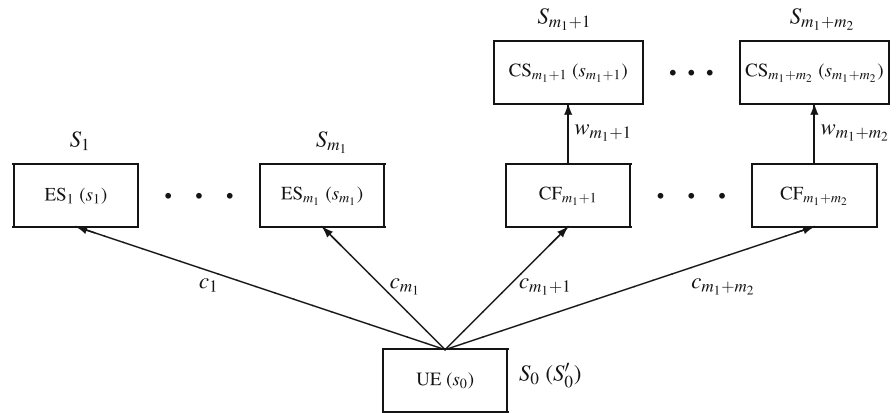 S_{m_1+1} S_{m_1+m_2}
CS_{m_1+1} (s_{m_1+1}) • • • CS_{m_1+m_2} (s_{m_1+m_2})
w_{m_1+1} w_{m_1+m_2}
S_1 S_{m_1}
ES_1 (s_1) • • • ES_{m_1} (s_{m_1}) CF_{m_1+1} • • • CF_{m_1+m_2}
c_1 c_{m_1} c_{m_1+1} c_{m_1+m_2}
UE (s_0) S_0 (S'_0)